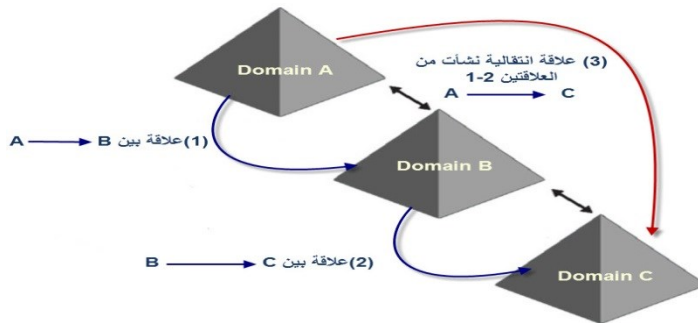 Domain A
(3) علاقة انتقالية نشأت من
العلاقتين 2-1
A C
(1)علاقة بين A B
Domain B
(2)علاقة بين B C
Domain C